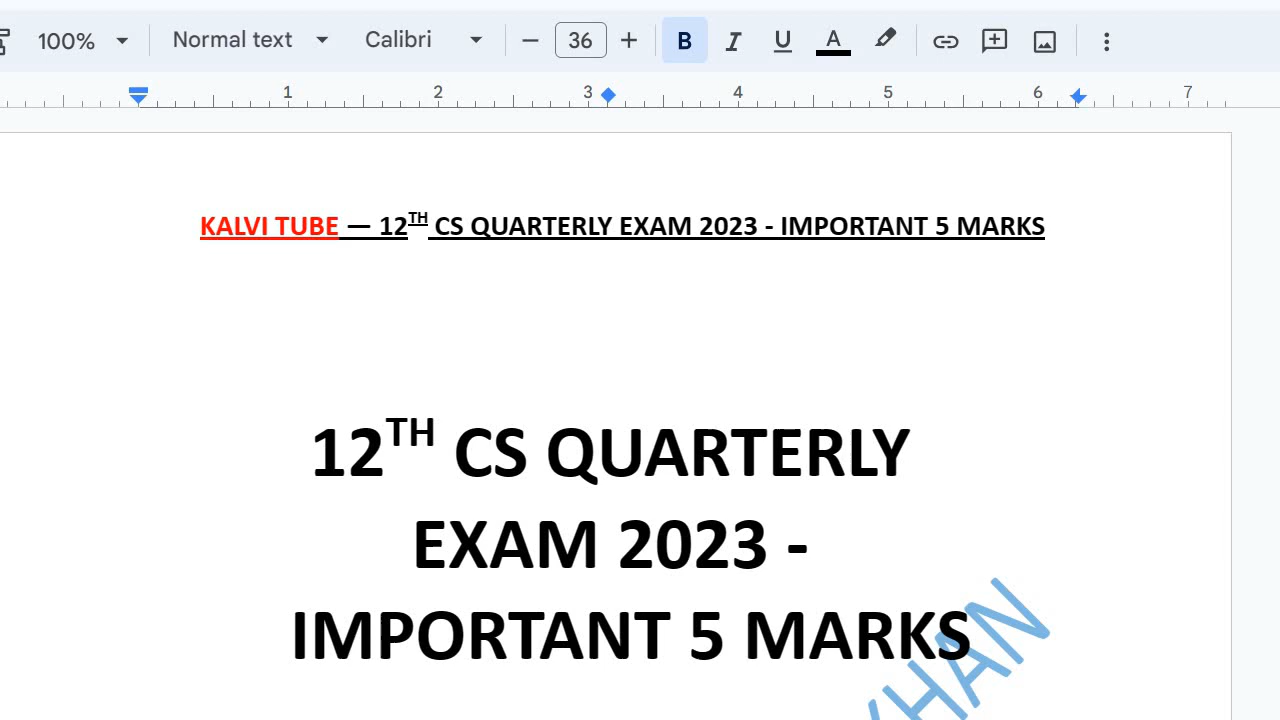 100% Normal text Calibri 36 B I U A
1 2 3 4 5 6 7
KALVI TUBE — 12TH CS QUARTERLY EXAM 2023 - IMPORTANT 5 MARKS
12TH CS QUARTERLY
EXAM 2023 -
IMPORTANT 5 MARKS